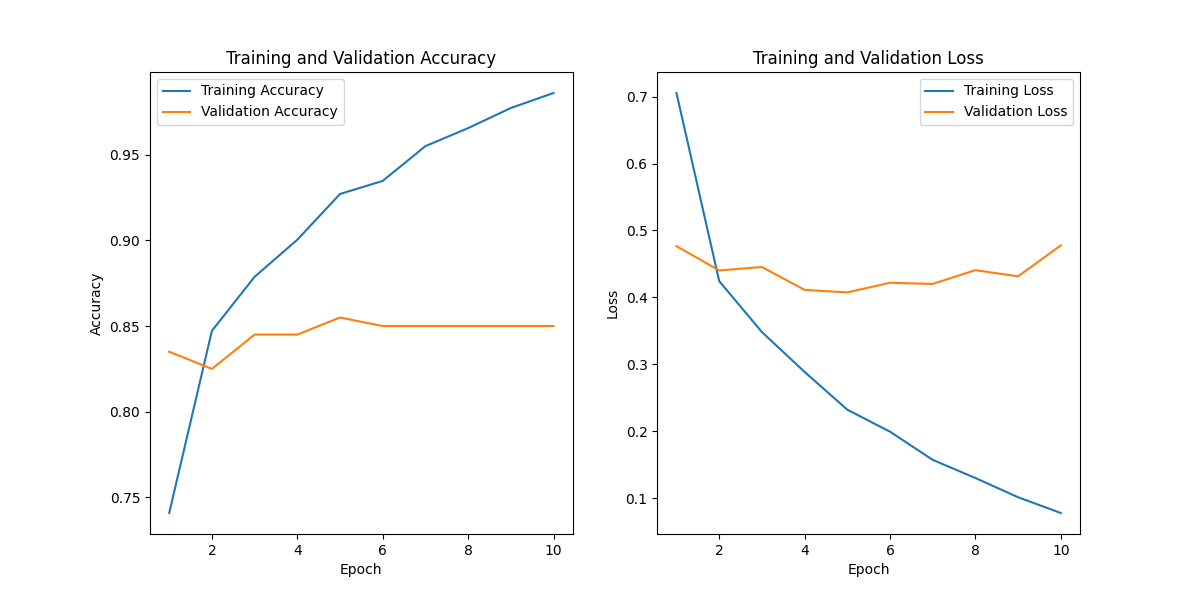 Training and Validation Accuracy
Training Accuracy
Validation Accuracy
0.95
0.90
0.85
0.80
0.75
Accuracy
2 4 6 8 10
Epoch
Training and Validation Loss
Training Loss
Validation Loss
0.7
0.6
0.5
0.4
0.3
0.2
0.1
Loss
2 4 6 8 10
Epoch